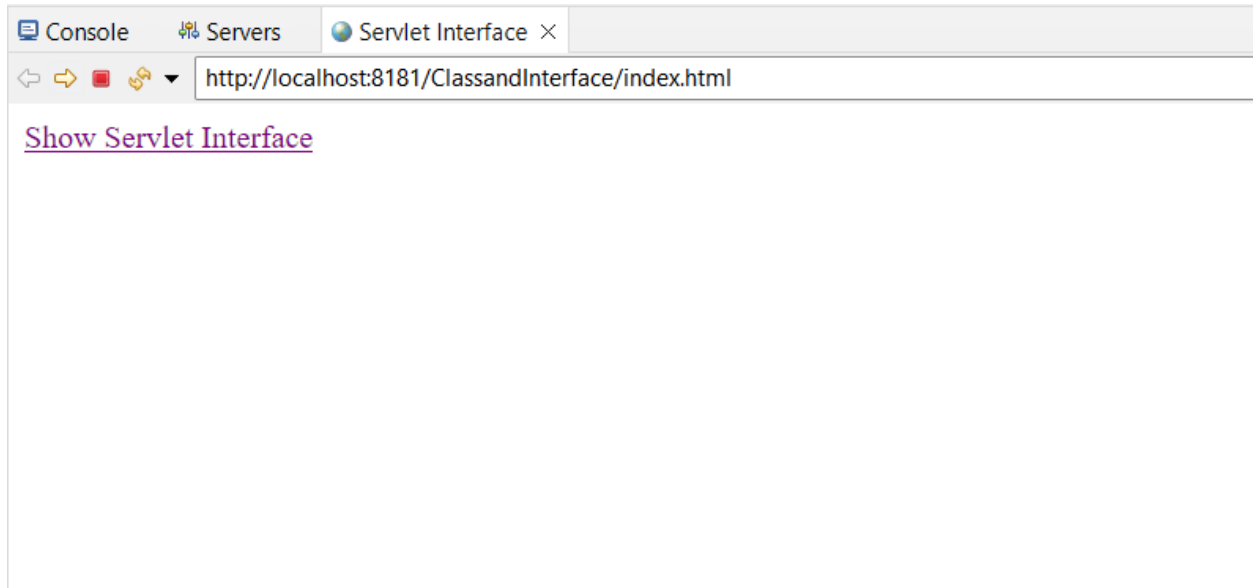 Console Servers Servlet Interface
http://localhost:8181/ClassandInterface/index.html
Show Servlet Interface